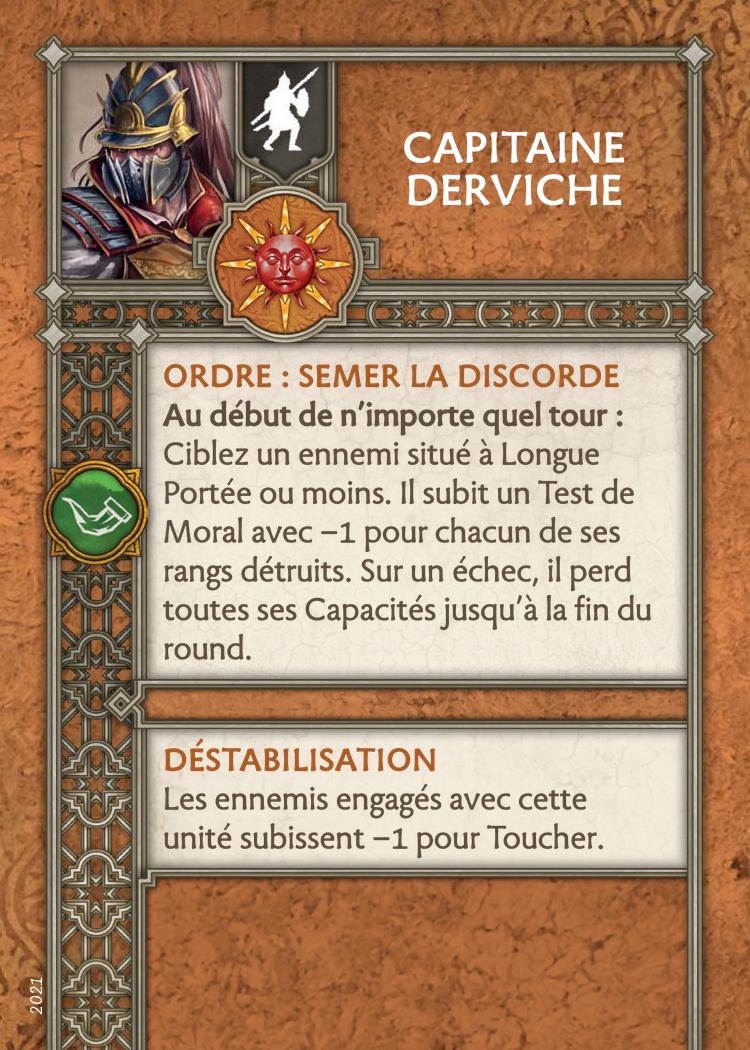 CAPITAINE
DERVICHE
ORDRE : SEMER LA DISCORDE
Au début de n'importe quel tour :
Ciblez un ennemi situé à Longue
Portée ou moins. Il subit un Test de
Moral avec −1 pour chacun de ses
rangs détruits. Sur un échec, il perd
toutes ses Capacités jusqu'à la fin du
round.
DÉSTABILISATION
Les ennemis engagés avec cette
unité subissent −1 pour Toucher.
2021